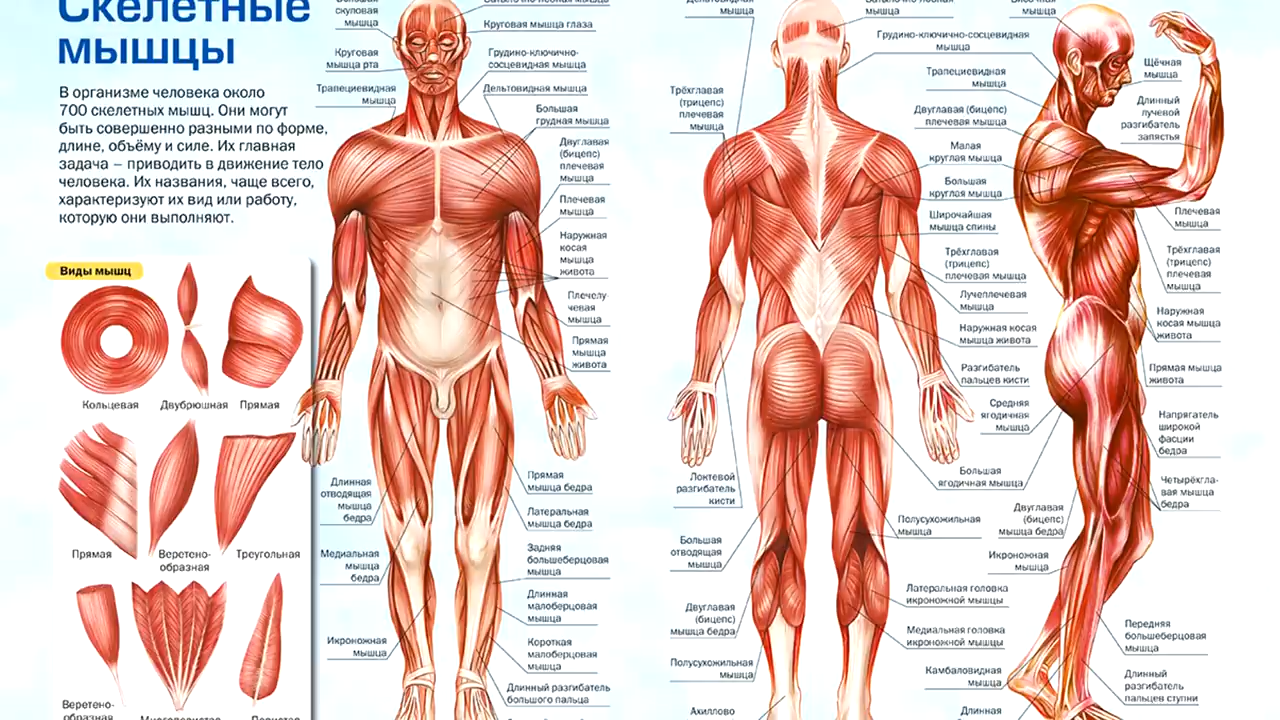 Скелетные
мышцы
В организме человека около
700 скелетных мышц. Они могут
быть совершенно разными по форме,
длине, объёму и силе. Их главная
задача – приводить в движение тело
человека. Их названия, чаще всего,
характеризуют их вид или работу,
которую они выполняют.
Виды мышц
Кольцевая
Двубрюшная
Прямая
Прямая
Веретено-
образная
Треугольная
Веретено-
образная
скуловая
мышца
Круговая
мышца рта
Трапециевидная
мышца
Круговая мышца глаза
Грудино-ключично-
сосцевидная мышца
Дельтовидная мышца
Большая
грудная мышца
Двуглавая
(бицепс)
плечевая
мышца
Плечевая
мышца
Наружная
косая
мышца
живота
Плечелу-
чевая
мышца
Прямая
мышца
живота
Длинная
отводящая
мышца
бедра
Медиальная
мышца
бедра
Икроножная
мышца
Прямая
мышца бедра
Латеральная
мышца бедра
Задняя
большеберцовая
мышца
Длинная
малоберцовая
мышца
Короткая
малоберцовая
мышца
Длинный разгибатель
большого пальца
мышца
Трёхглавая
(трицепс)
плечевая
мышца
Локтевой
разгибатель
кисти
Большая
отводящая
мышца
Двуглавая
(бицепс)
мышца бедра
Полусухожильная
мышца
Ахиллово
мышца
Грудино-ключично-сосцевидная
мышца
Трапециевидная
мышца
Двуглавая (бицепс)
плечевая мышца
Малая
круглая мышца
Большая
круглая мышца
Широчайшая
мышца спины
Трёхглавая
(трицепс)
плечевая мышца
Лучеплечевая
мышца
Наружная косая
мышца живота
Разгибатель
пальцев кисти
Средняя
ягодичная
мышца
Большая
ягодичная мышца
Полусухожильная
мышца
Двуглавая
(бицепс)
мышца бедра
Икроножная
мышца
Латеральная головка
икроножной мышцы
Медиальная головка
икроножной мышцы
Камбаловидная
мышца
Длинная
Щёчная
мышца
Длинный
лучевой
разгибатель
запястья
Плечевая
мышца
Трёхглавая
(трицепс)
плечевая
мышца
Наружная
косая мышца
живота
Прямая мышца
живота
Напрягатель
широкой
фасции
бедра
Четырёхгла-
вая мышца
бедра
Передняя
большеберцовая
мышца
Длинный
разгибатель
пальцев ступни